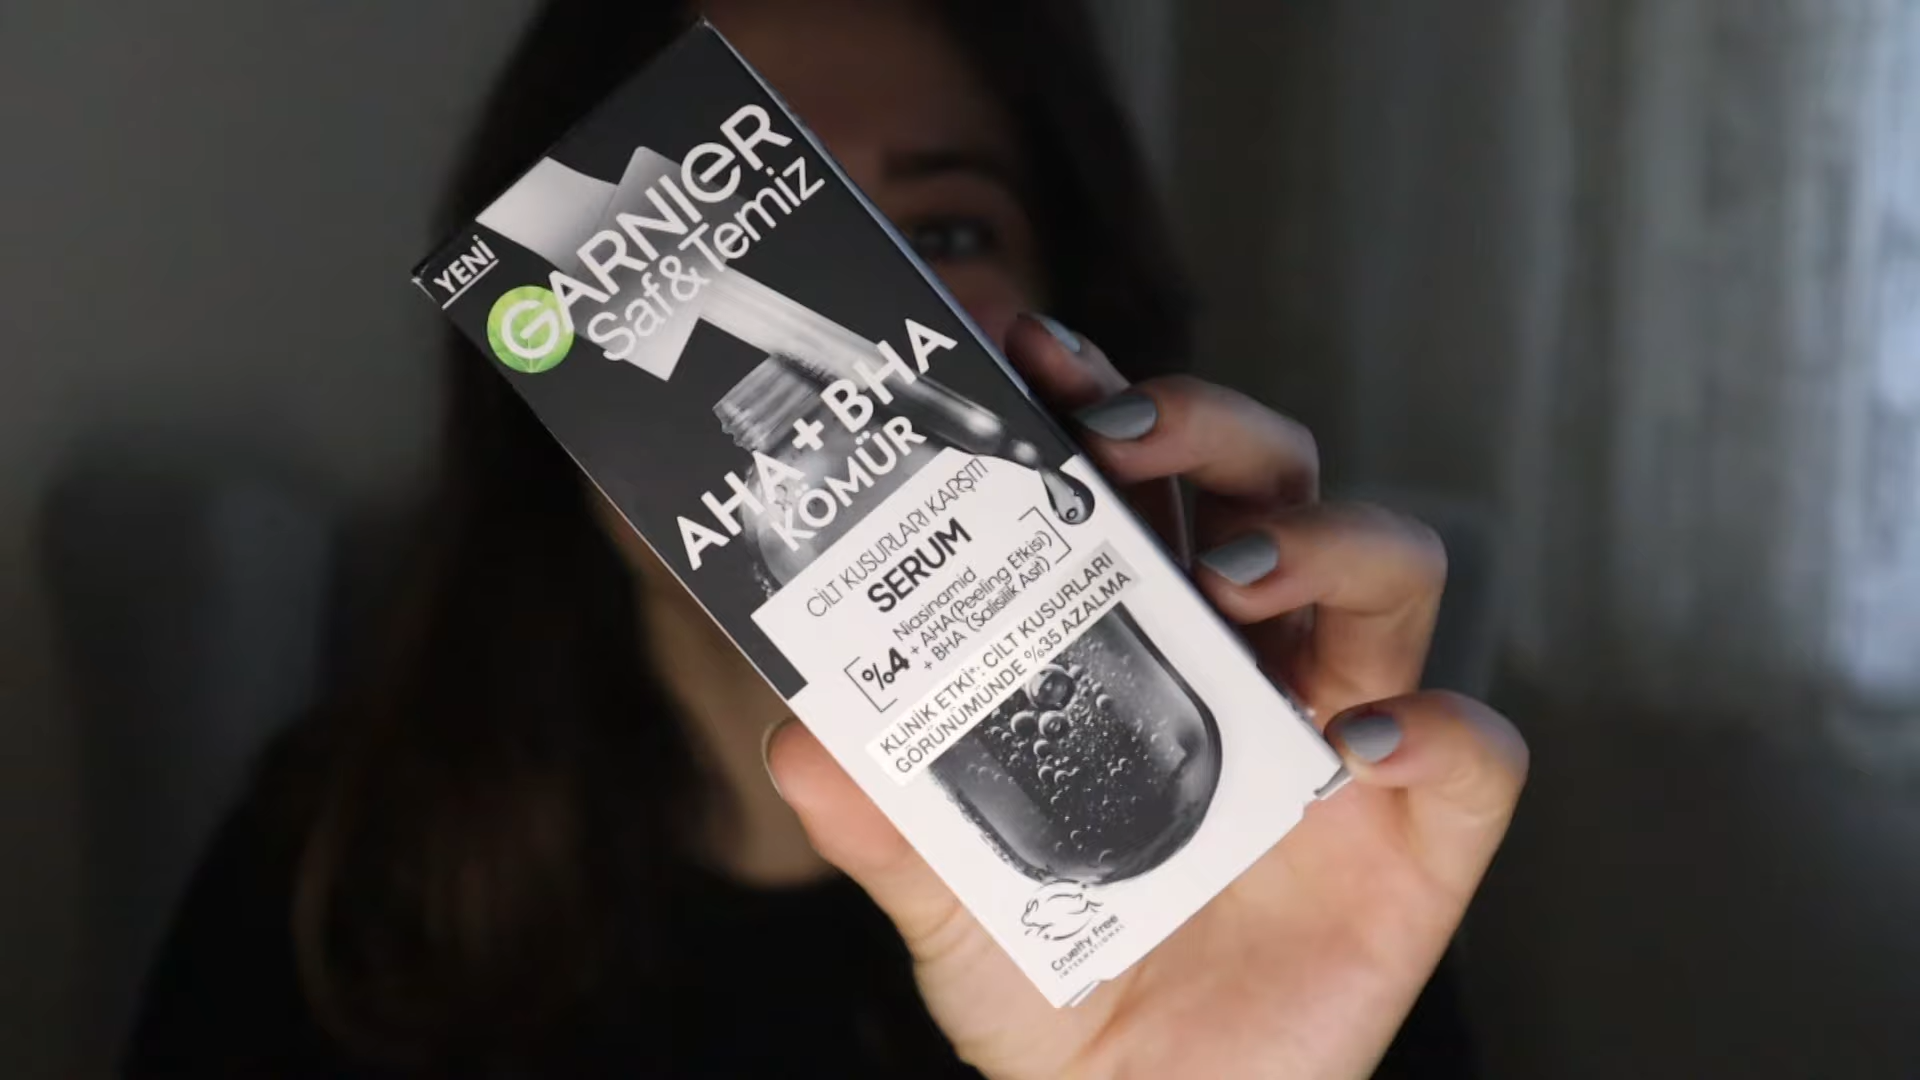 YENİ
GARNIER
Saf&Temiz
AHA + BHA
KÖMÜR
CİLT KUSURLARI KARŞITI
SERUM
%4
Niasinamid
+ AHA (Peeling Etkisi)
+ BHA (Salisilik Asit)
KLİNİK ETKİ*: CİLT KUSURLARI
GÖRÜNÜMÜNDE %35 AZALMA
Cruelty Free
INTERNATIONAL